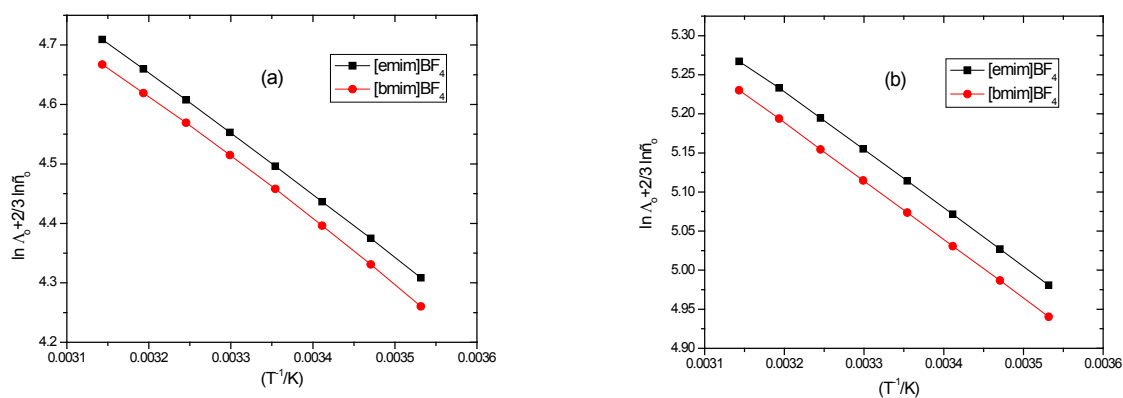 4.7
4.6
4.5
4.4
4.3
4.2
ln Λₒ+2/3 lnñₒ
(a)
[emim]BF₄
[bmim]BF₄
0.0031 0.0032 0.0033 0.0034 0.0035 0.0036
(T⁻¹/K)
5.30
5.25
5.20
5.15
5.10
5.05
5.00
4.95
4.90
ln Λₒ+2/3 lnñₒ
(b)
[emim]BF₄
[bmim]BF₄
0.0031 0.0032 0.0033 0.0034 0.0035 0.0036
(T⁻¹/K)